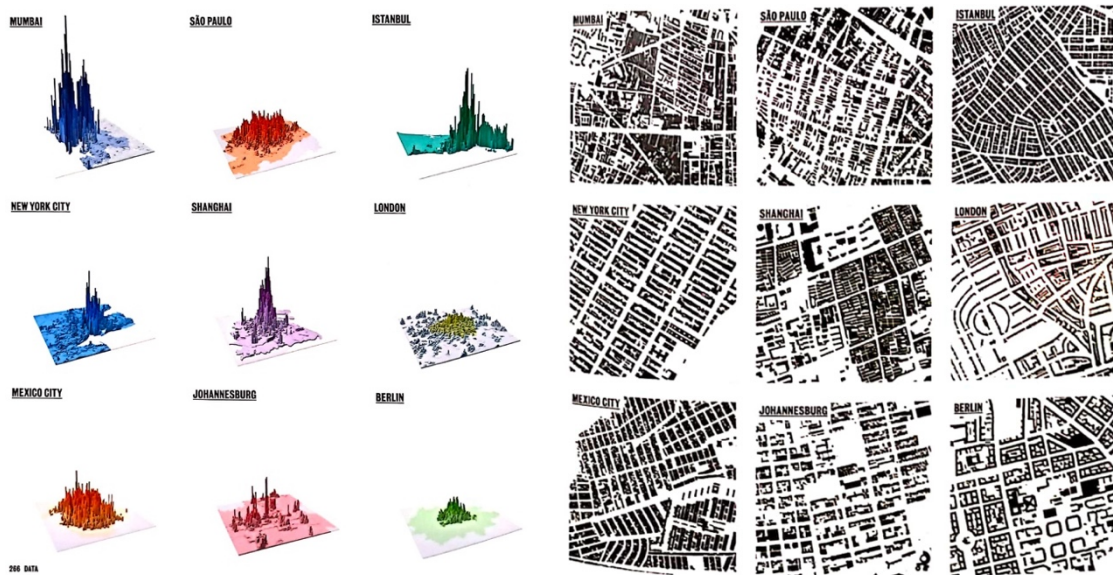 MUMBAI
SÃO PAULO
ISTANBUL
NEW YORK CITY
SHANGHAI
LONDON
MEXICO CITY
JOHANNESBURG
BERLIN
266 DATA
MUMBAI
SÃO PAULO
ISTANBUL
NEW YORK CITY
SHANGHAI
LONDON
MEXICO CITY
JOHANNESBURG
BERLIN